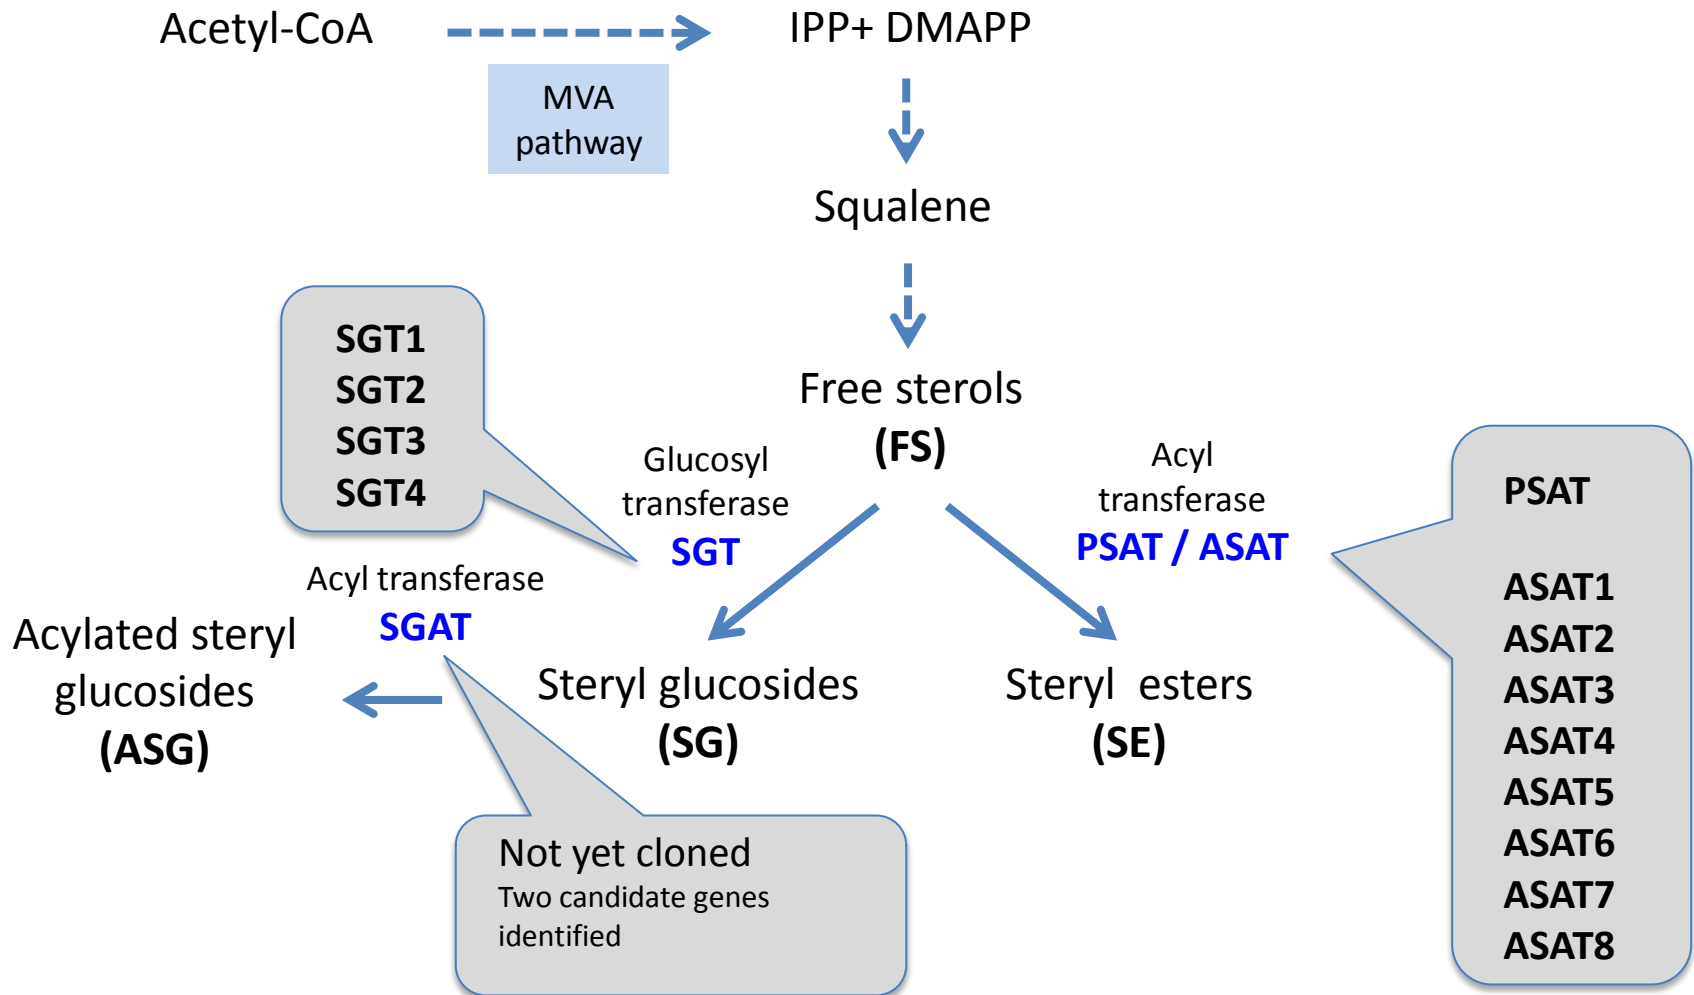 Acetyl-CoA
IPP+ DMAPP
MVA
pathway
Squalene
SGT1
SGT2
SGT3
SGT4
Free sterols
(FS)
Glucosyl
transferase
SGT
Acyl
transferase
PSAT / ASAT
PSAT
ASAT1
ASAT2
ASAT3
ASAT4
ASAT5
ASAT6
ASAT7
ASAT8
Acyl transferase
SGAT
Acylated steryl
glucosides
(ASG)
Steryl glucosides
(SG)
Steryl esters
(SE)
Not yet cloned
Two candidate genes
identified